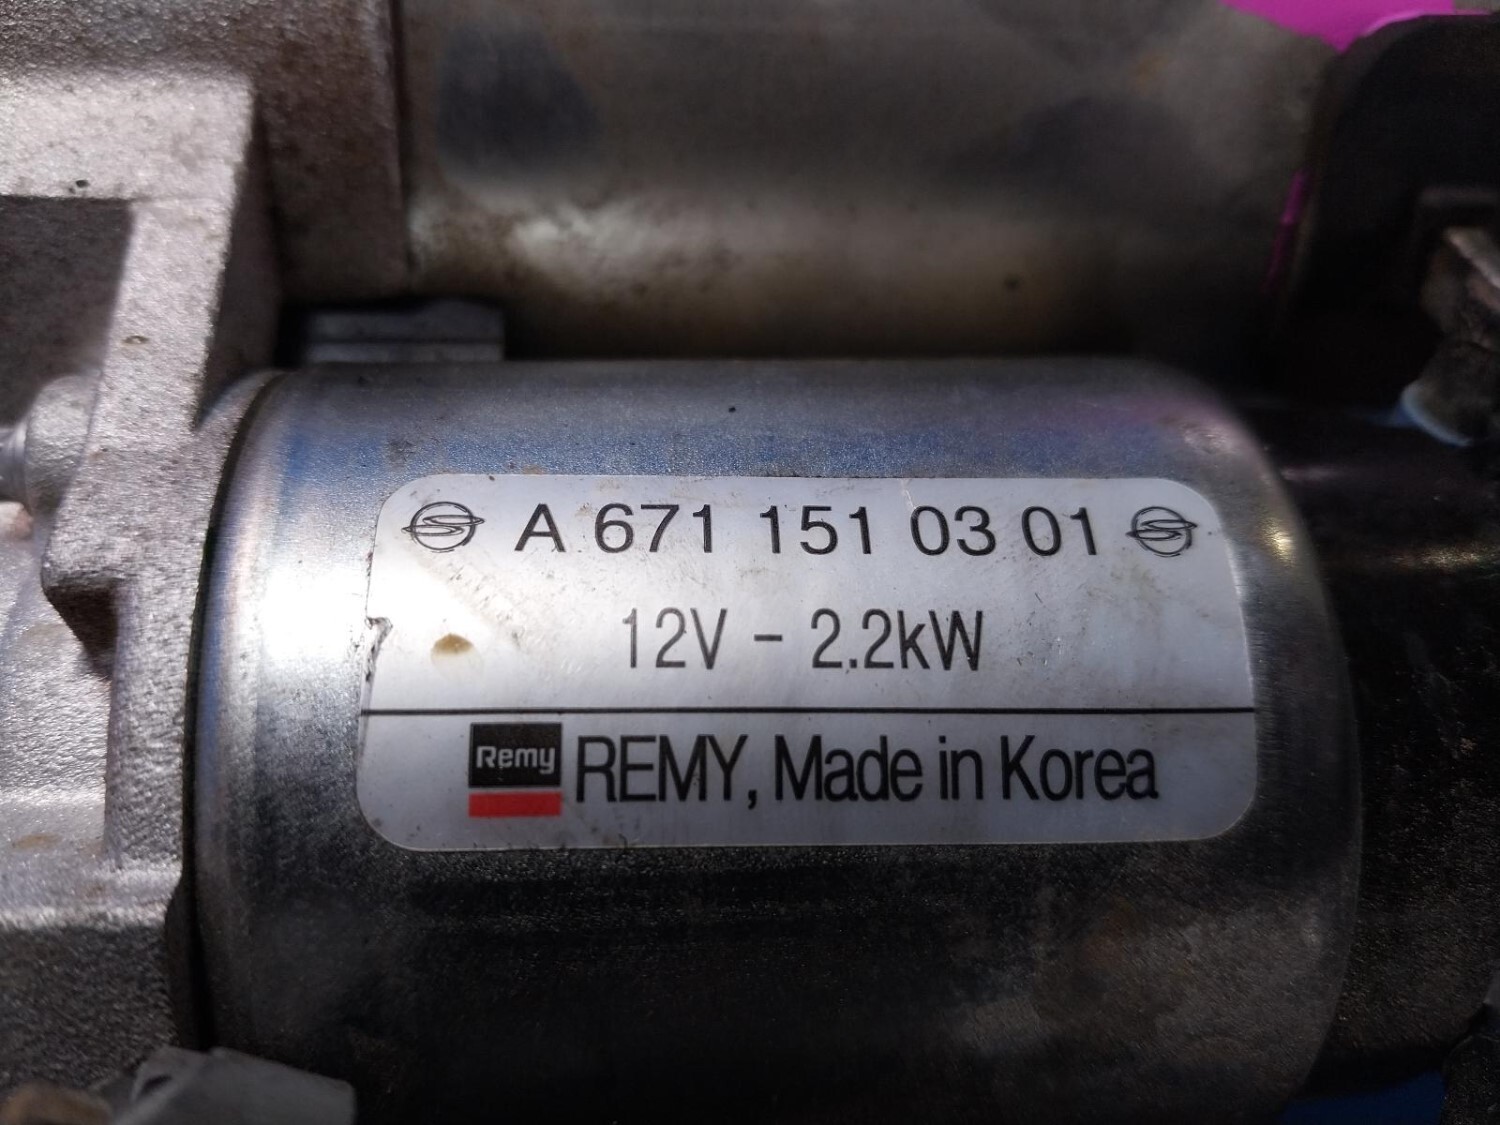 A 671 151 03 01
12V - 2.2kW
Remy REMY, Made in Korea